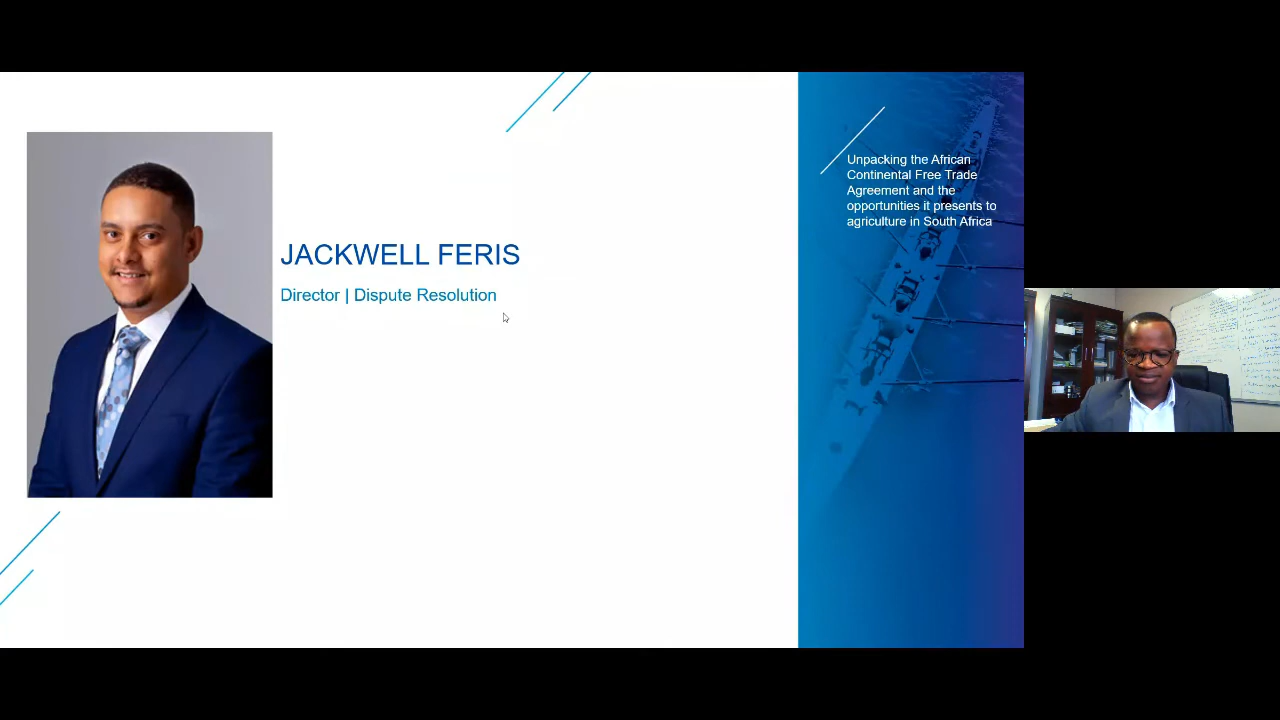 JACKWELL FERIS
Director | Dispute Resolution
Unpacking the African
Continental Free Trade
Agreement and the
opportunities it presents to
agriculture in South Africa